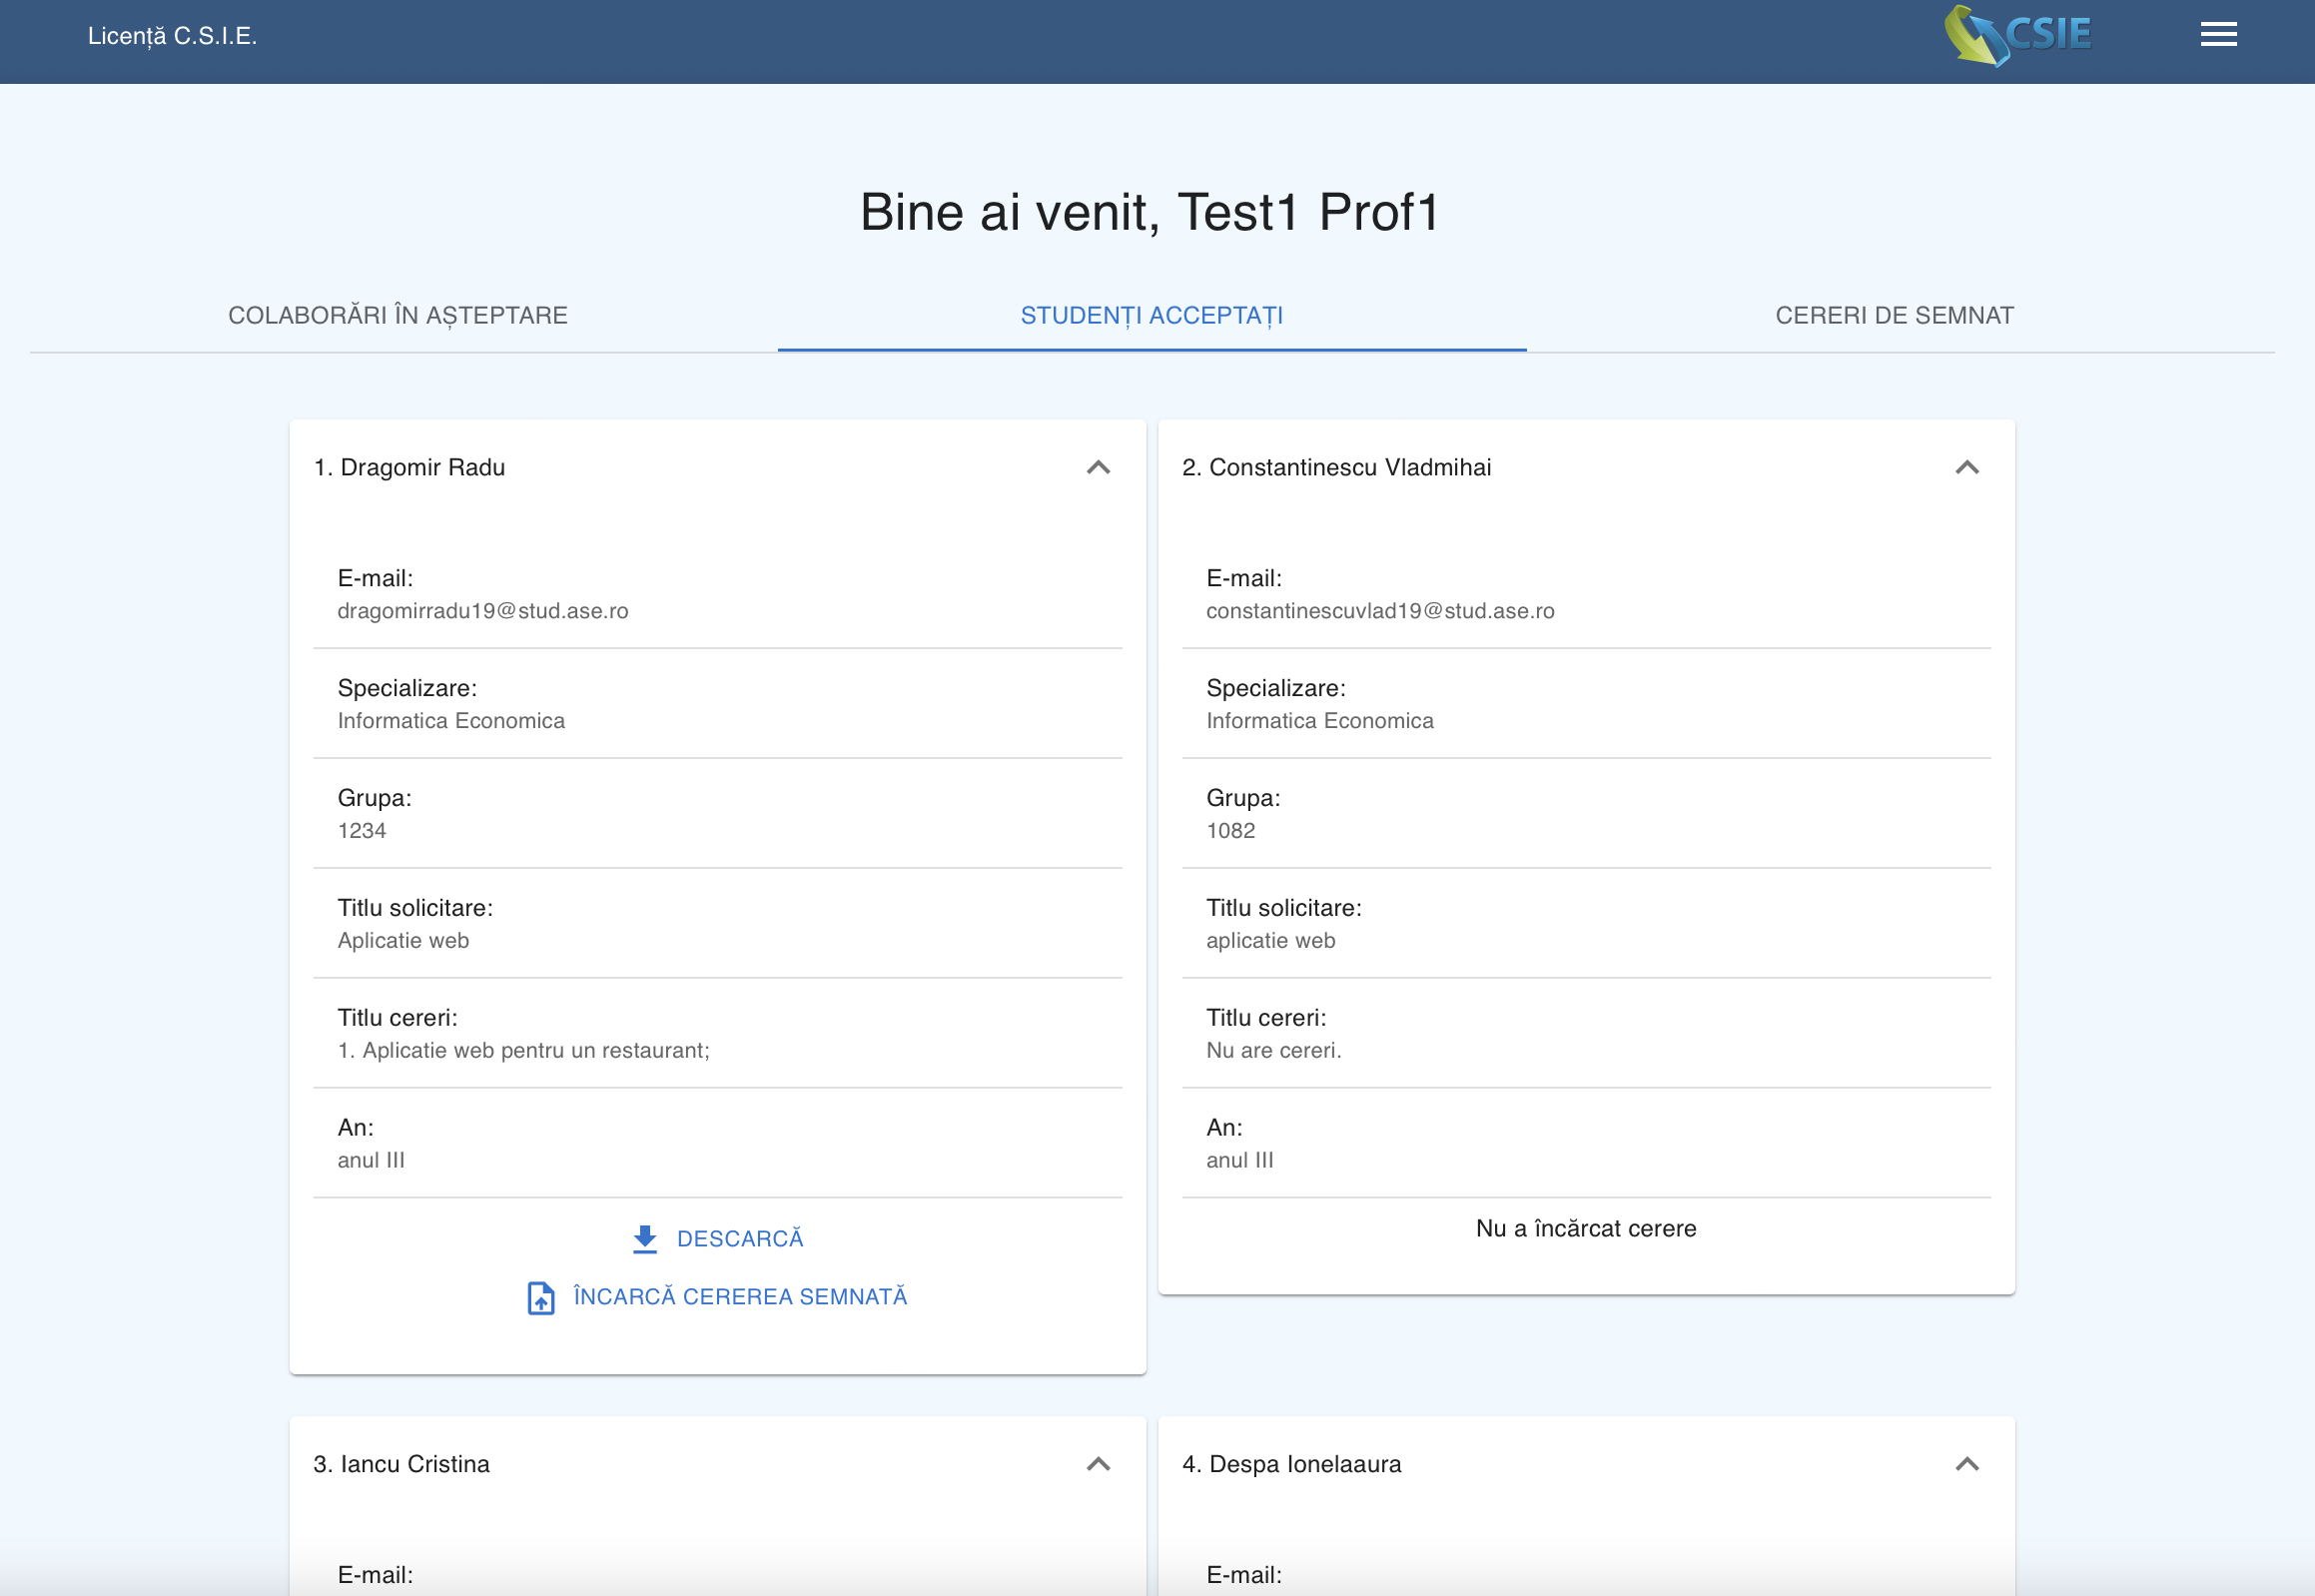 Licență C.S.I.E.
CSIE
Bine ai venit, Test1 Prof1
COLABORĂRI ÎN AȘTEPTARE
STUDENȚI ACCEPTAȚI
CERERI DE SEMNAT
1. Dragomir Radu
E-mail:
dragomirradu19@stud.ase.ro
Specializare:
Informatica Economica
Grupa:
1234
Titlu solicitare:
Aplicatie web
Titlu cereri:
1. Aplicatie web pentru un restaurant;
An:
anul III
DESCARCĂ
ÎNCARCĂ CEREREA SEMNATĂ
2. Constantinescu Vladmihai
E-mail:
constantinescuvlad19@stud.ase.ro
Specializare:
Informatica Economica
Grupa:
1082
Titlu solicitare:
aplicatie web
Titlu cereri:
Nu are cereri.
An:
anul III
Nu a încărcat cerere
3. Iancu Cristina
E-mail:
4. Despa Ionelaaura
E-mail: